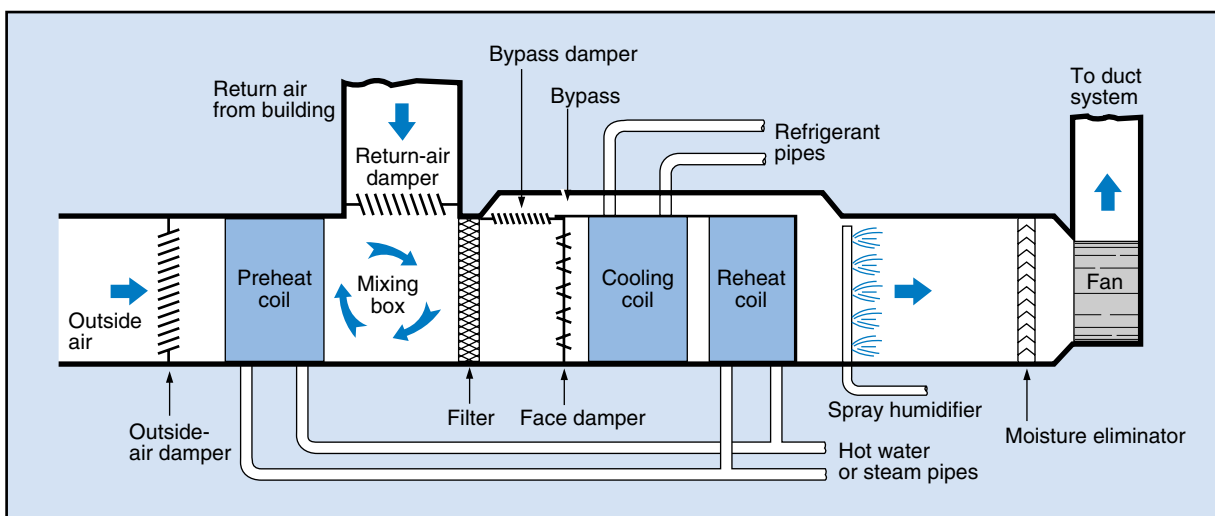 Bypass damper
To duct
system
Return air
from building
Bypass
Refrigerant
pipes
Return-air
damper
Preheat
coil
Mixing
box
Cooling
coil
Reheat
coil
Fan
Outside
air
Filter
Face damper
Spray humidifier
Outside-
air damper
Moisture eliminator
Hot water
or steam pipes